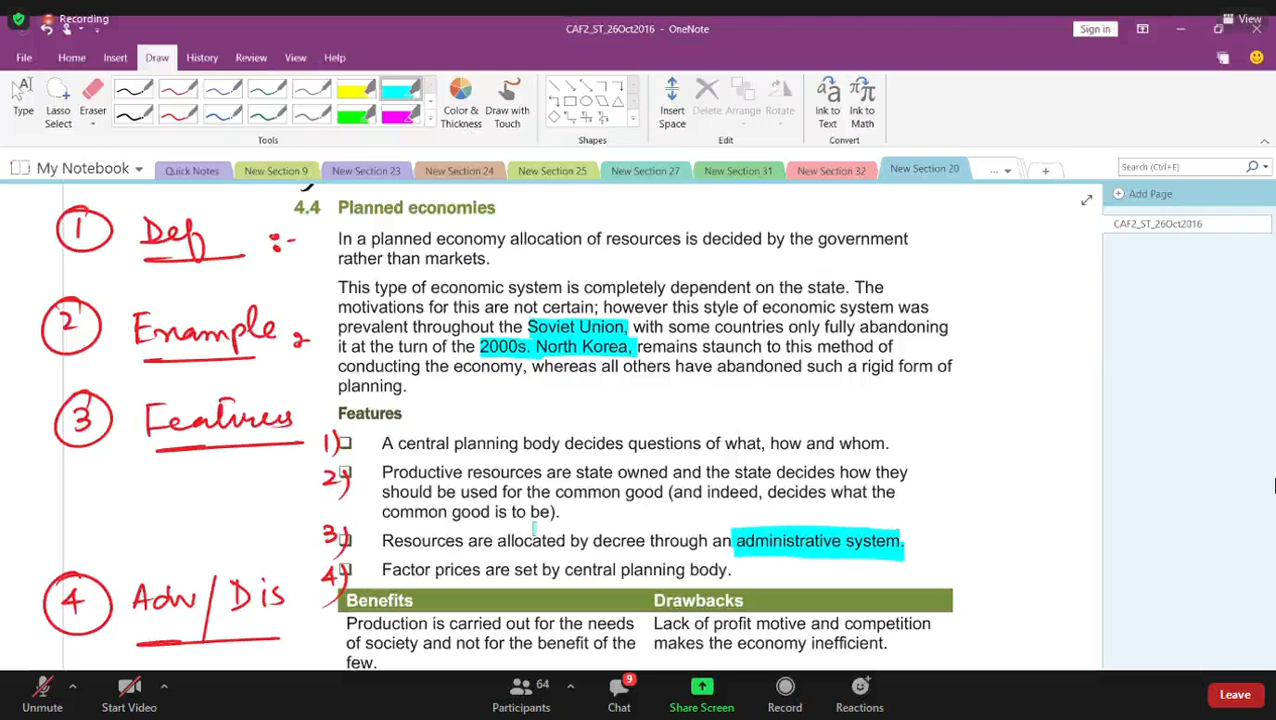 Recording
View
CAF2_ST_26Oct2016 - OneNote
Sign in
File Home Insert Draw History Review View Help
Type
Lasso Select
Eraser
Color & Thickness
Draw with Touch
Insert Space
Delete
Arrange
Rotate
Ink to Text
Ink to Math
Tools
Shapes
Edit
Convert
My Notebook
Quick Notes
New Section 9
New Section 23
New Section 24
New Section 25
New Section 27
New Section 31
New Section 32
New Section 20
...
Search (Ctrl+E)
Add Page
CAF2_ST_26Oct2016
4.4 Planned economies
1 Def :-
In a planned economy allocation of resources is decided by the government
rather than markets.
This type of economic system is completely dependent on the state. The
motivations for this are not certain; however this style of economic system was
2 Example
prevalent throughout the Soviet Union, with some countries only fully abandoning
it at the turn of the 2000s. North Korea, remains staunch to this method of
conducting the economy, whereas all others have abandoned such a rigid form of
planning.
3 Features
Features
1) A central planning body decides questions of what, how and whom.
2) Productive resources are state owned and the state decides how they
should be used for the common good (and indeed, decides what the
common good is to be).
3) Resources are allocated by decree through an administrative system.
4) Factor prices are set by central planning body.
4 Adv / Dis
Benefits Drawbacks
Production is carried out for the needs
of society and not for the benefit of the
few.
Lack of profit motive and competition
makes the economy inefficient.
Unmute
Start Video
64
Participants
9
Chat
Share Screen
Record
Reactions
Leave